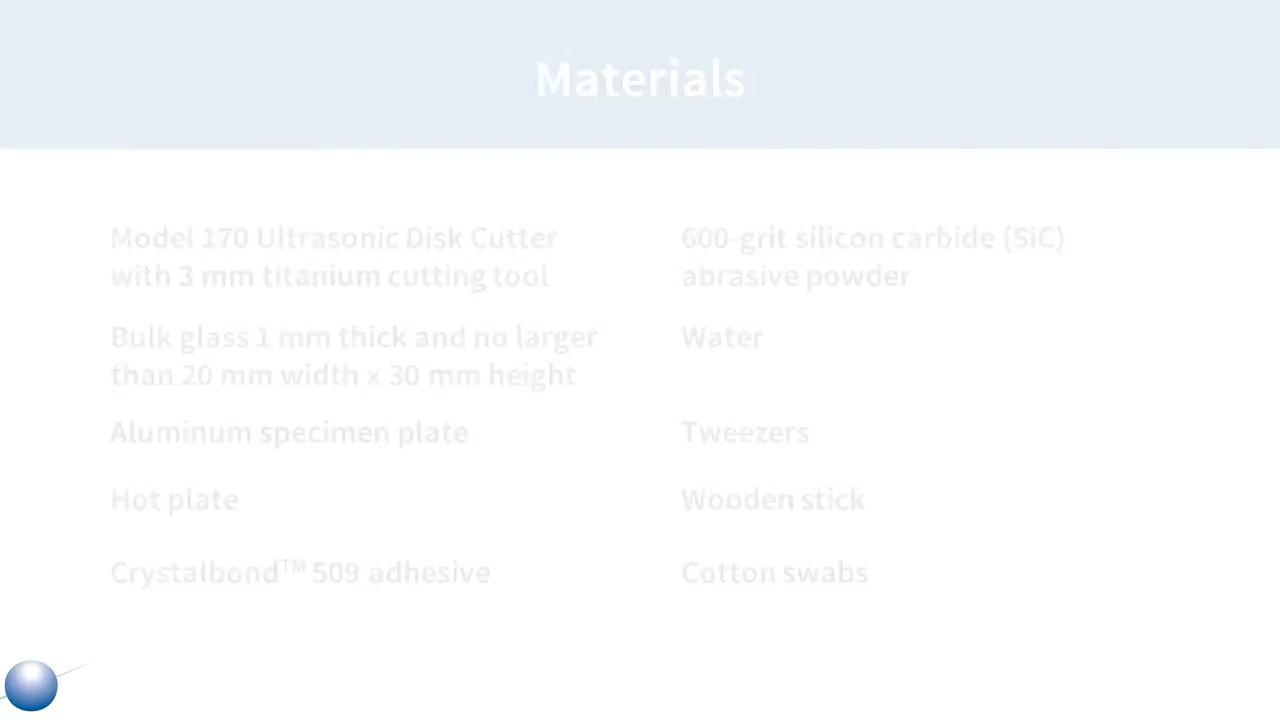 Materials
Model 170 Ultrasonic Disk Cutter
with 3 mm titanium cutting tool
Bulk glass 1 mm thick and no larger
than 20 mm width x 30 mm height
Aluminum specimen plate
Hot plate
Crystalbond™ 509 adhesive
600-grit silicon carbide (SiC)
abrasive powder
Water
Tweezers
Wooden stick
Cotton swabs